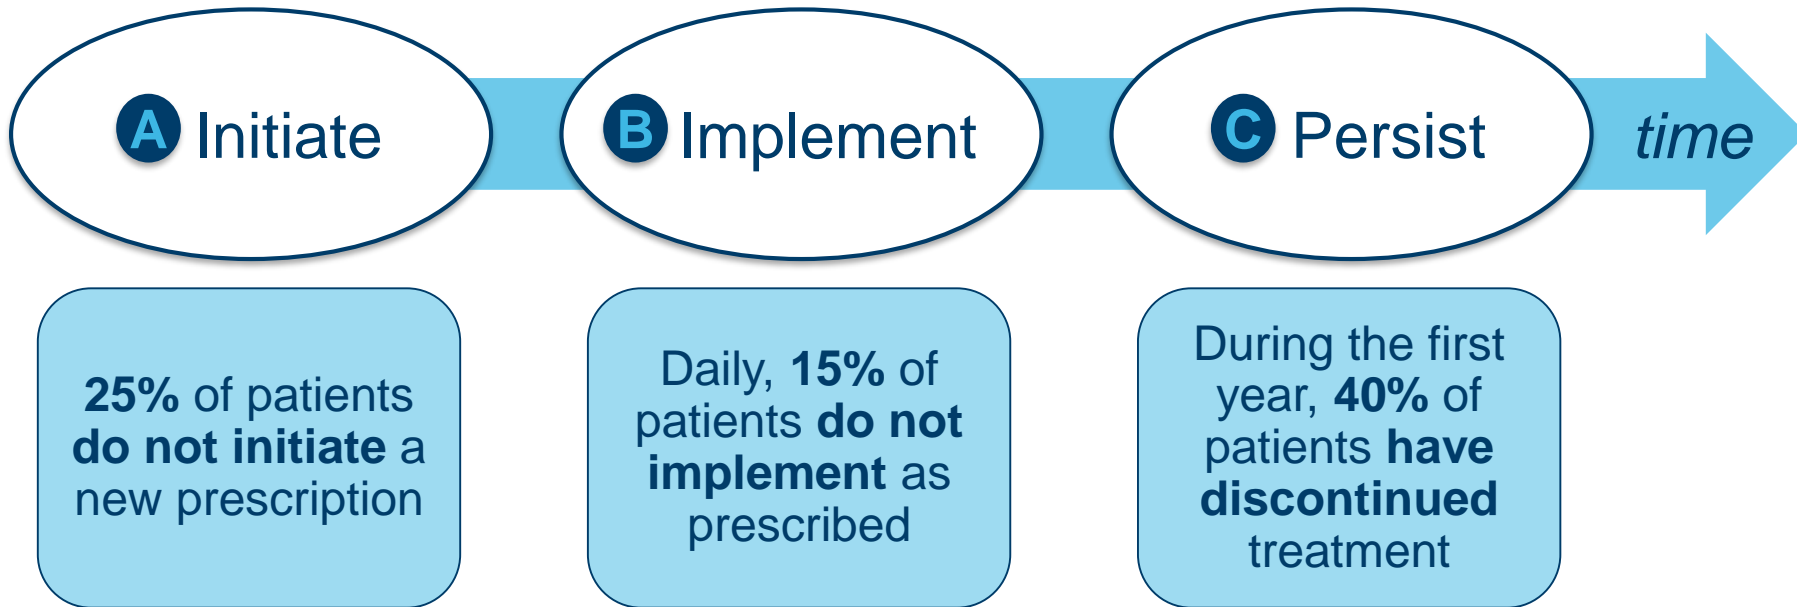 A Initiate
B Implement
C Persist
time
25% of patients
do not initiate a
new prescription
Daily, 15% of
patients do not
implement as
prescribed
During the first
year, 40% of
patients have
discontinued
treatment